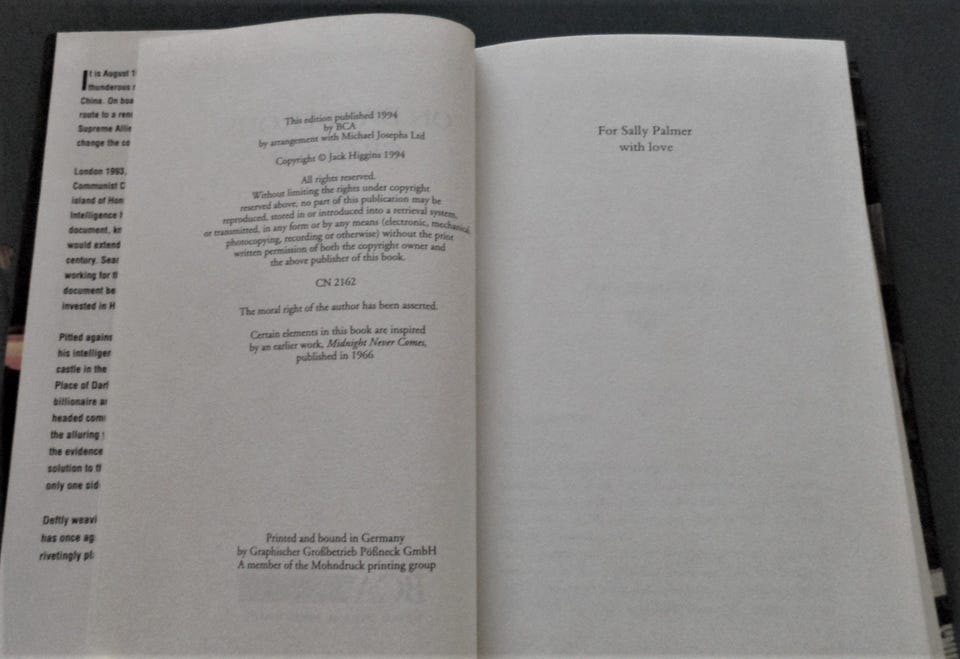 It is August 1
thunderous
China. On boa
route to a ren
Supreme Allie
change the co
London 1993,
Communist C
island of Hon
Intelligence
document, kn
would extend
century. Sear
working for t
document be
invested in H
Pitted agains
his intelliger
castle in the
Place of Darl
billionaire a
headed com
the alluring
the evidence
solution to t
only one sid
Deftly weavi
has once ag
rivetingly pl
This edition published 1994
by BCA
by arrangement with Michael Josephs Ltd
Copyright © Jack Higgins 1994
All rights reserved.
Without limiting the rights under copyright
reserved above, no part of this publication may be
reproduced, stored in or introduced into a retrieval system,
or transmitted, in any form or by any means (electronic, mechanical,
photocopying, recording or otherwise) without the prior
written permission of both the copyright owner and
the above publisher of this book.
CN 2162
The moral right of the author has been asserted.
Certain elements in this book are inspired
by an earlier work, Midnight Never Comes,
published in 1966
Printed and bound in Germany
by Graphischer Großbetrieb Pößneck GmbH
A member of the Mohndruck printing group
For Sally Palmer
with love